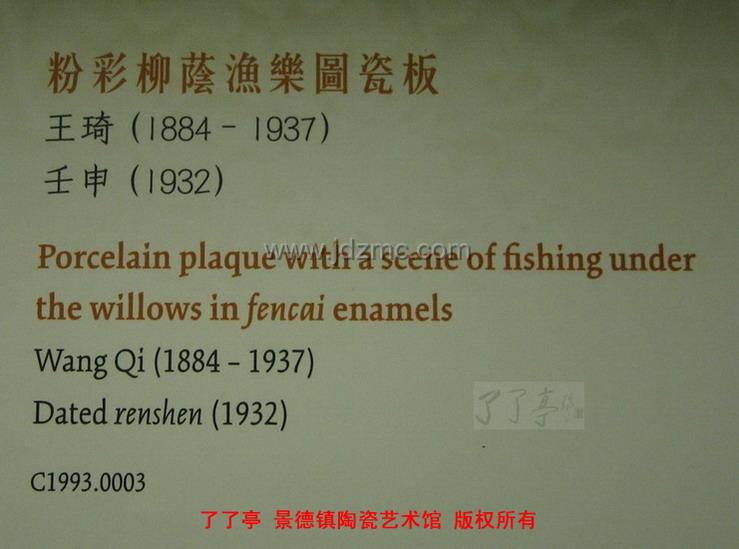 粉彩柳蔭漁樂圖瓷板
王琦 (1884 - 1937)
壬申 (1932)
www.jdzmc.com
Porcelain plaque with a scene of fishing under
the willows in fencai enamels
Wang Qi (1884 – 1937)
Dated renshen (1932)
了了亭
C1993.0003
了了亭 景德镇陶瓷艺术馆 版权所有